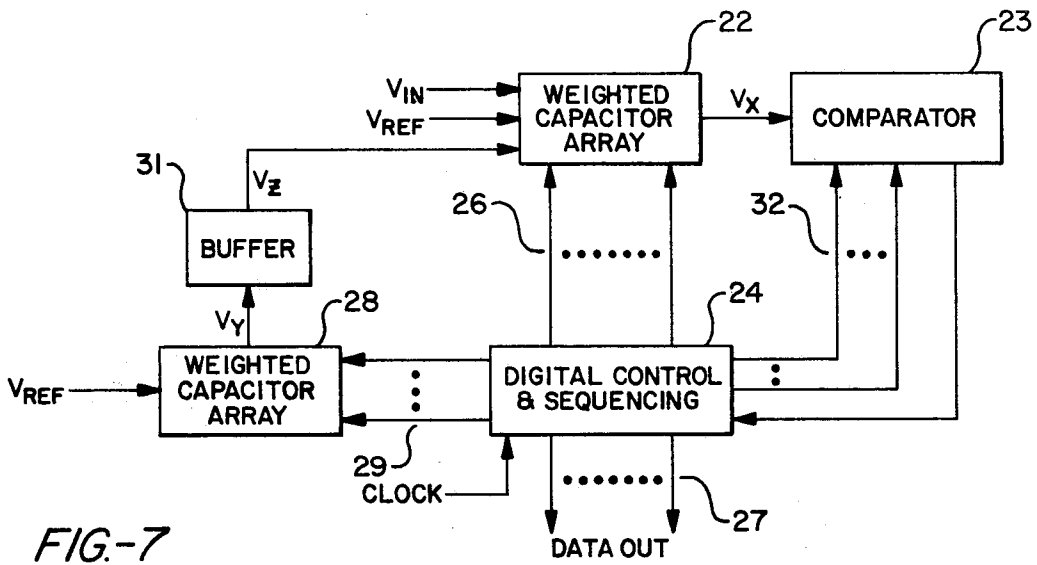 22
23
V_IN
V_REF
WEIGHTED
CAPACITOR
ARRAY
V_X
COMPARATOR
31
V_Z
26
32
BUFFER
24
28
V_Y
V_REF
WEIGHTED
CAPACITOR
ARRAY
DIGITAL CONTROL
& SEQUENCING
29
CLOCK
27
FIG.-7
DATA OUT